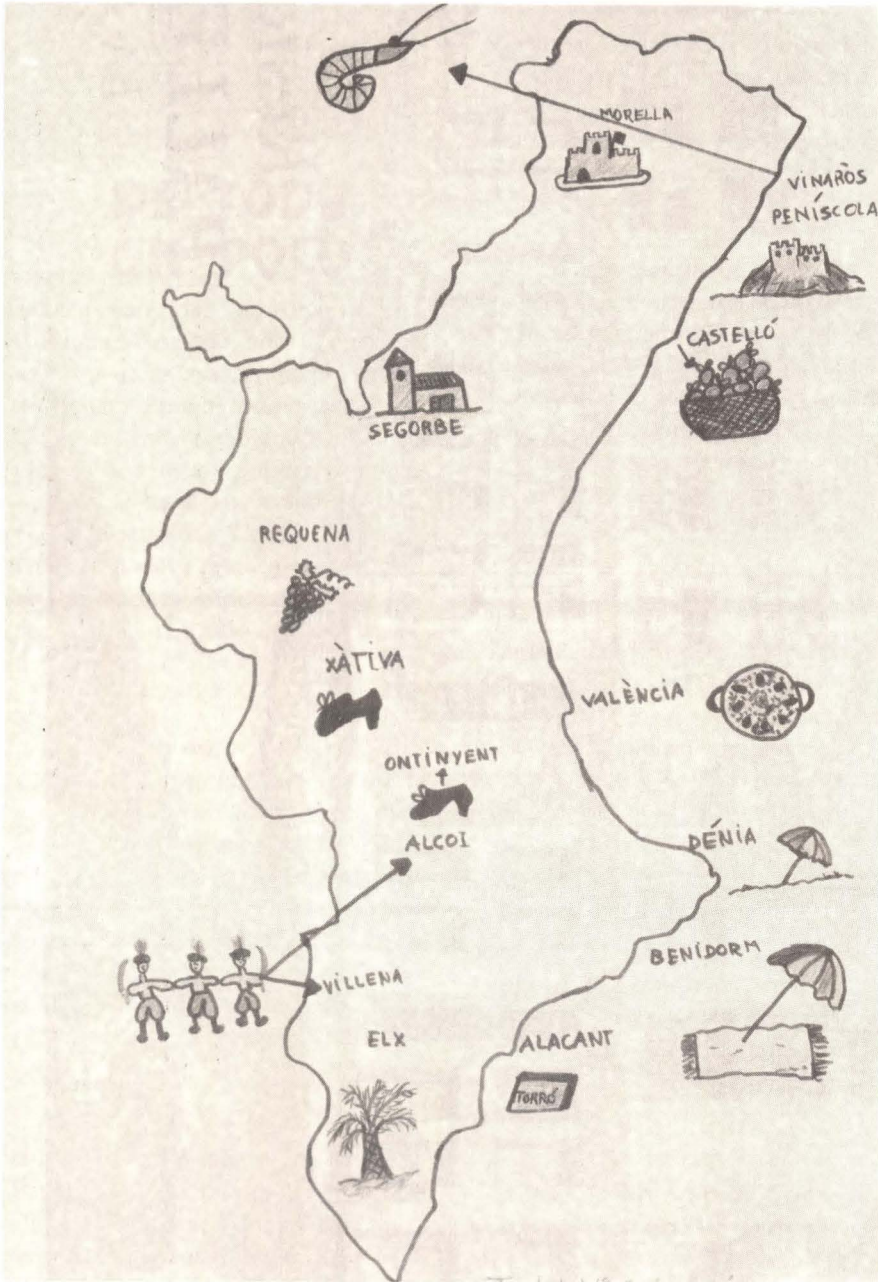 MORELLA
VINARÒS
PENÍSCOLA
CASTELLÓ
SEGORBE
REQUENA
XÀTIVA
VALÈNCIA
ONTINYENT
ALCOI
DÉNIA
BENIDORM
VILLENA
ELX
ALACANT
TORRÓ